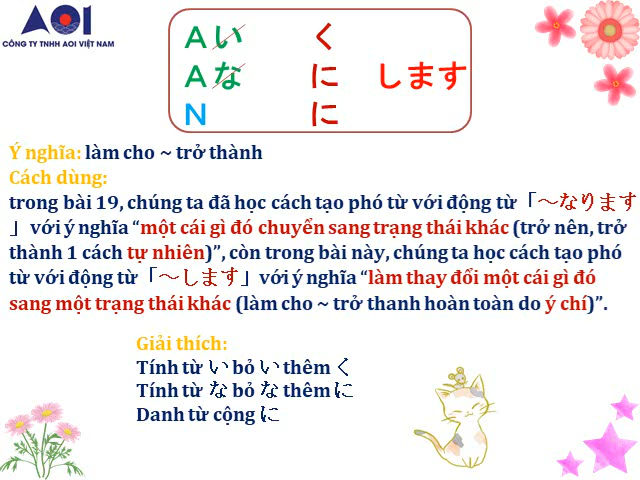 AOI
CÔNG TY TNHH AOI VIỆT NAM
Aい く
Aな に します
N に
Ý nghĩa: làm cho ~ trở thành
Cách dùng:
trong bài 19, chúng ta đã học cách tạo phó từ với động từ「～なります
」với ý nghĩa “một cái gì đó chuyển sang trạng thái khác (trở nên, trở
thành 1 cách tự nhiên)”, còn trong bài này, chúng ta học cách tạo phó
từ với động từ「～します」với ý nghĩa “làm thay đổi một cái gì đó
sang một trạng thái khác (làm cho ~ trở thanh hoàn toàn do ý chí)”.
Giải thích:
Tính từ い bỏ い thêm く
Tính từ な bỏ な thêm に
Danh từ cộng に